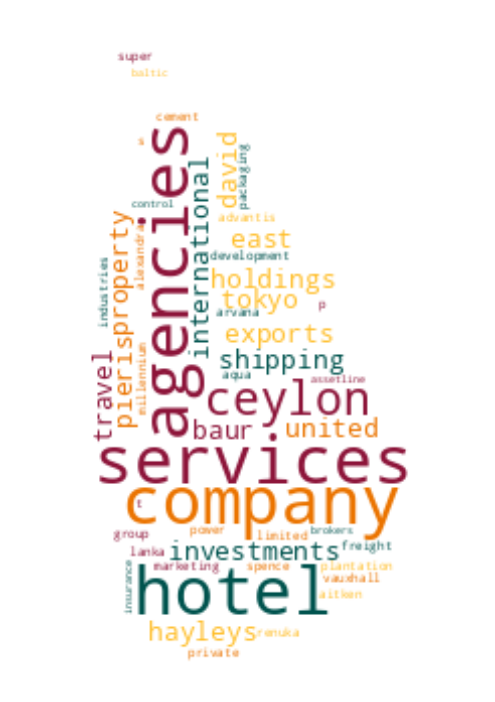 super
baltic
cement
s
agencies
david
packaging
international
control
advantis
alexandra
property
east
development
industries
holdings
tokyo
p
arvana
exports
pieris
millennium
shipping
travel
aqua
assetline
ceylon
baur
united
services
company
t
group
power
limited
brokers
lanka
investments
freight
marketing
spence
plantation
vauxhall
insurance
hotel
aitken
hayleys
renuka
private